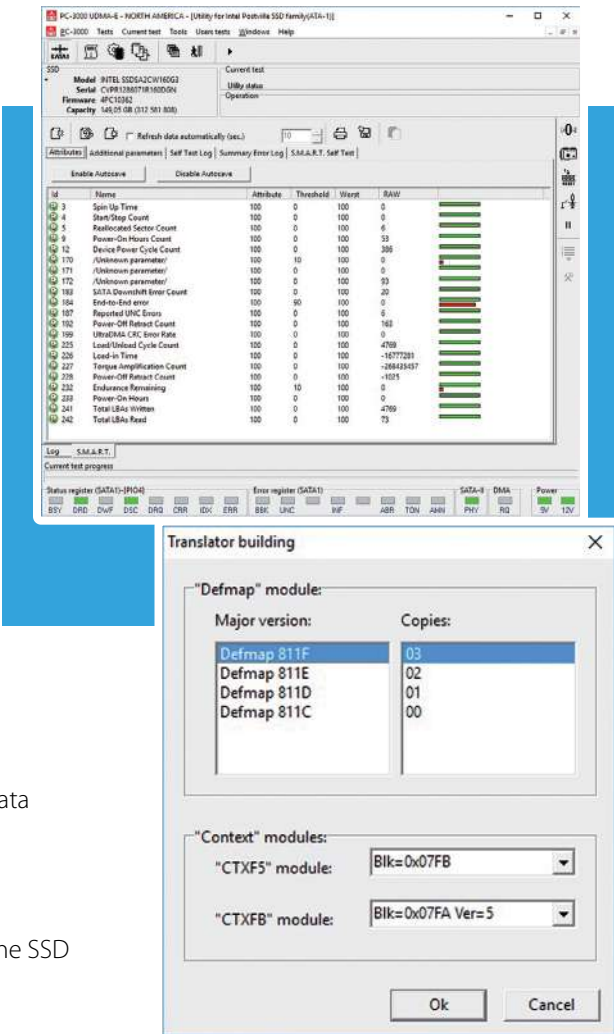 PC-3000 UDMA-E - NORTH AMERICA - [Utility for Intel Postville SSD family(ATA-1)]
PC-3000 Tests Current test Tools Users tests Windows Help
SSD
Model INTEL SSDSA2CW160G3
Serial CVPR1286071R160DGN
Firmware 4PC10362
Capacity 149,05 GB (312 581 808)
Current test
Utility status
Operation
Refresh data automatically (sec.) 10
Attributes Additional parameters Self Test Log Summary Error Log S.M.A.R.T. Self Test
Enable Autosave Disable Autosave
Id Name Attribute Threshold Worst RAW
3 Spin Up Time 100 0 100 0
4 Start/Stop Count 100 0 100 0
5 Reallocated Sector Count 100 0 100 6
9 Power-On Hours Count 100 0 100 53
12 Device Power Cycle Count 100 0 100 386
170 /Unknown parameter/ 100 10 100 0
171 /Unknown parameter/ 100 0 100 0
172 /Unknown parameter/ 100 0 100 93
183 SATA Downshift Error Count 100 0 100 20
184 End-to-End error 100 90 100 0
187 Reported UNC Errors 100 0 100 6
192 Power-Off Retract Count 100 0 100 163
199 UltraDMA CRC Error Rate 100 0 100 0
225 Load/Unload Cycle Count 100 0 100 4769
226 Load-in Time 100 0 100 -16777281
227 Torque Amplification Count 100 0 100 -268435457
228 Power-Off Retract Count 100 0 100 -1025
232 Endurance Remaining 100 10 100 0
233 Power-On Hours 100 0 100 0
241 Total LBAs Written 100 0 100 4769
242 Total LBAs Read 100 0 100 73
Log S.M.A.R.T.
Current test progress
Status register (SATA1)-[PIO4] Error register (SATA1) SATA-II DMA Power
BSY DRD DWF DSC DRQ CRR IDX ERR BBK UNC INF ABR TON AMN PHY RQ 5V 12V
Translator building
"Defmap" module:
Major version: Copies:
Defmap 811F 03
Defmap 811E 02
Defmap 811D 01
Defmap 811C 00
ata
"Context" modules:
"CTXF5" module: Blk=0x07FB
"CTXFB" module: Blk=0x07FA Ver=5
ne SSD
Ok Cancel